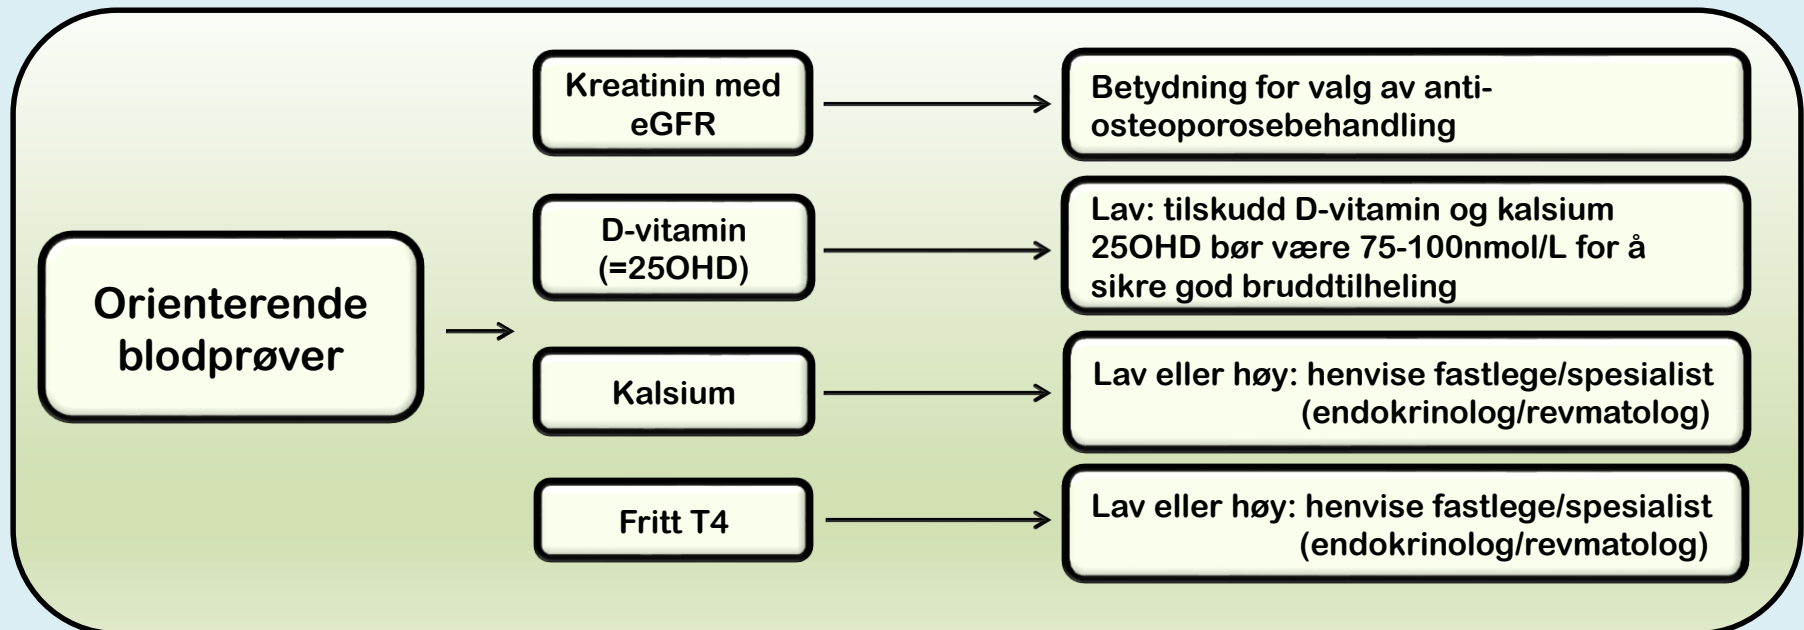 Orienterende
blodprøver
Kreatinin med
eGFR
Betydning for valg av anti-
osteoporosebehandling
D-vitamin
(=25OHD)
Lav: tilskudd D-vitamin og kalsium
25OHD bør være 75-100nmol/L for å
sikre god bruddtilheling
Kalsium
Lav eller høy: henvise fastlege/spesialist
(endokrinolog/revmatolog)
Fritt T4
Lav eller høy: henvise fastlege/spesialist
(endokrinolog/revmatolog)